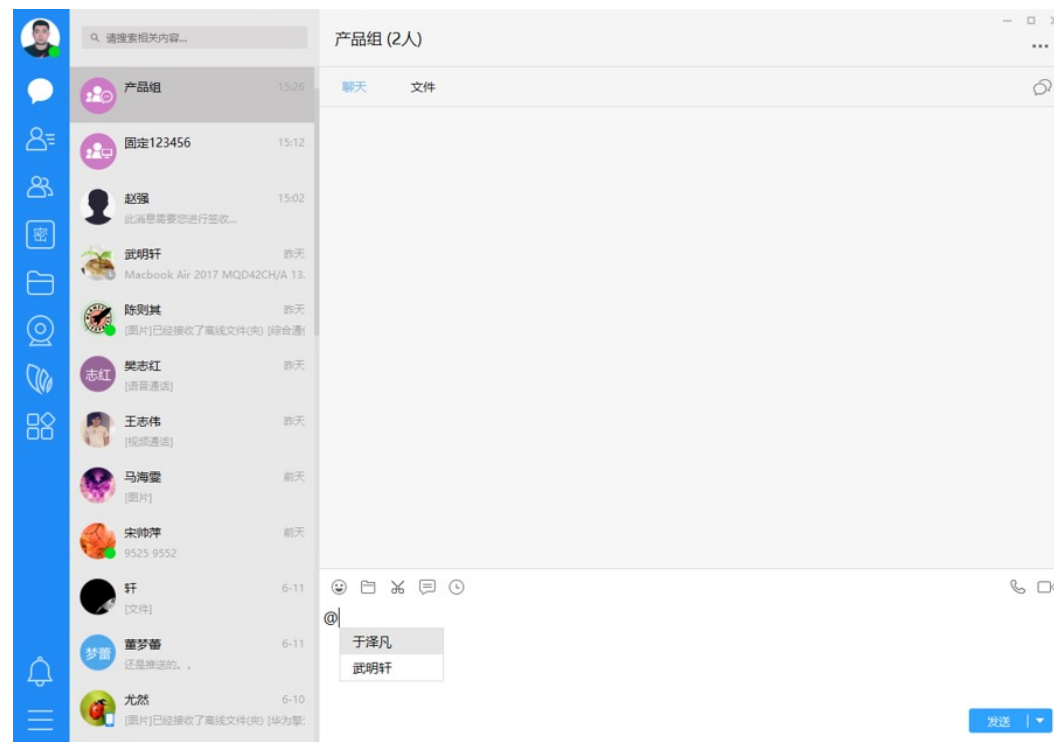 请搜索相关内容...
产品组 15:26
固定123456 15:12
赵强 15:02
此消息需要您进行签收...
武明轩 昨天
Macbook Air 2017 MQD42CH/A 13.
陈则其 昨天
[图片]已经接收了离线文件(夹) [综合通
志红
樊志红 昨天
[语音通话]
王志伟 昨天
[视频通话]
马海雯 前天
[图片]
宋帅萍 前天
9525 9552
轩 6-11
[文件]
梦蕾
董梦蕾 6-11
还是推送的。。
尤然 6-10
[图片]已经接收了离线文件(夹) [华为擎
密
产品组 (2人)
聊天 文件
@
于泽凡
武明轩
发送